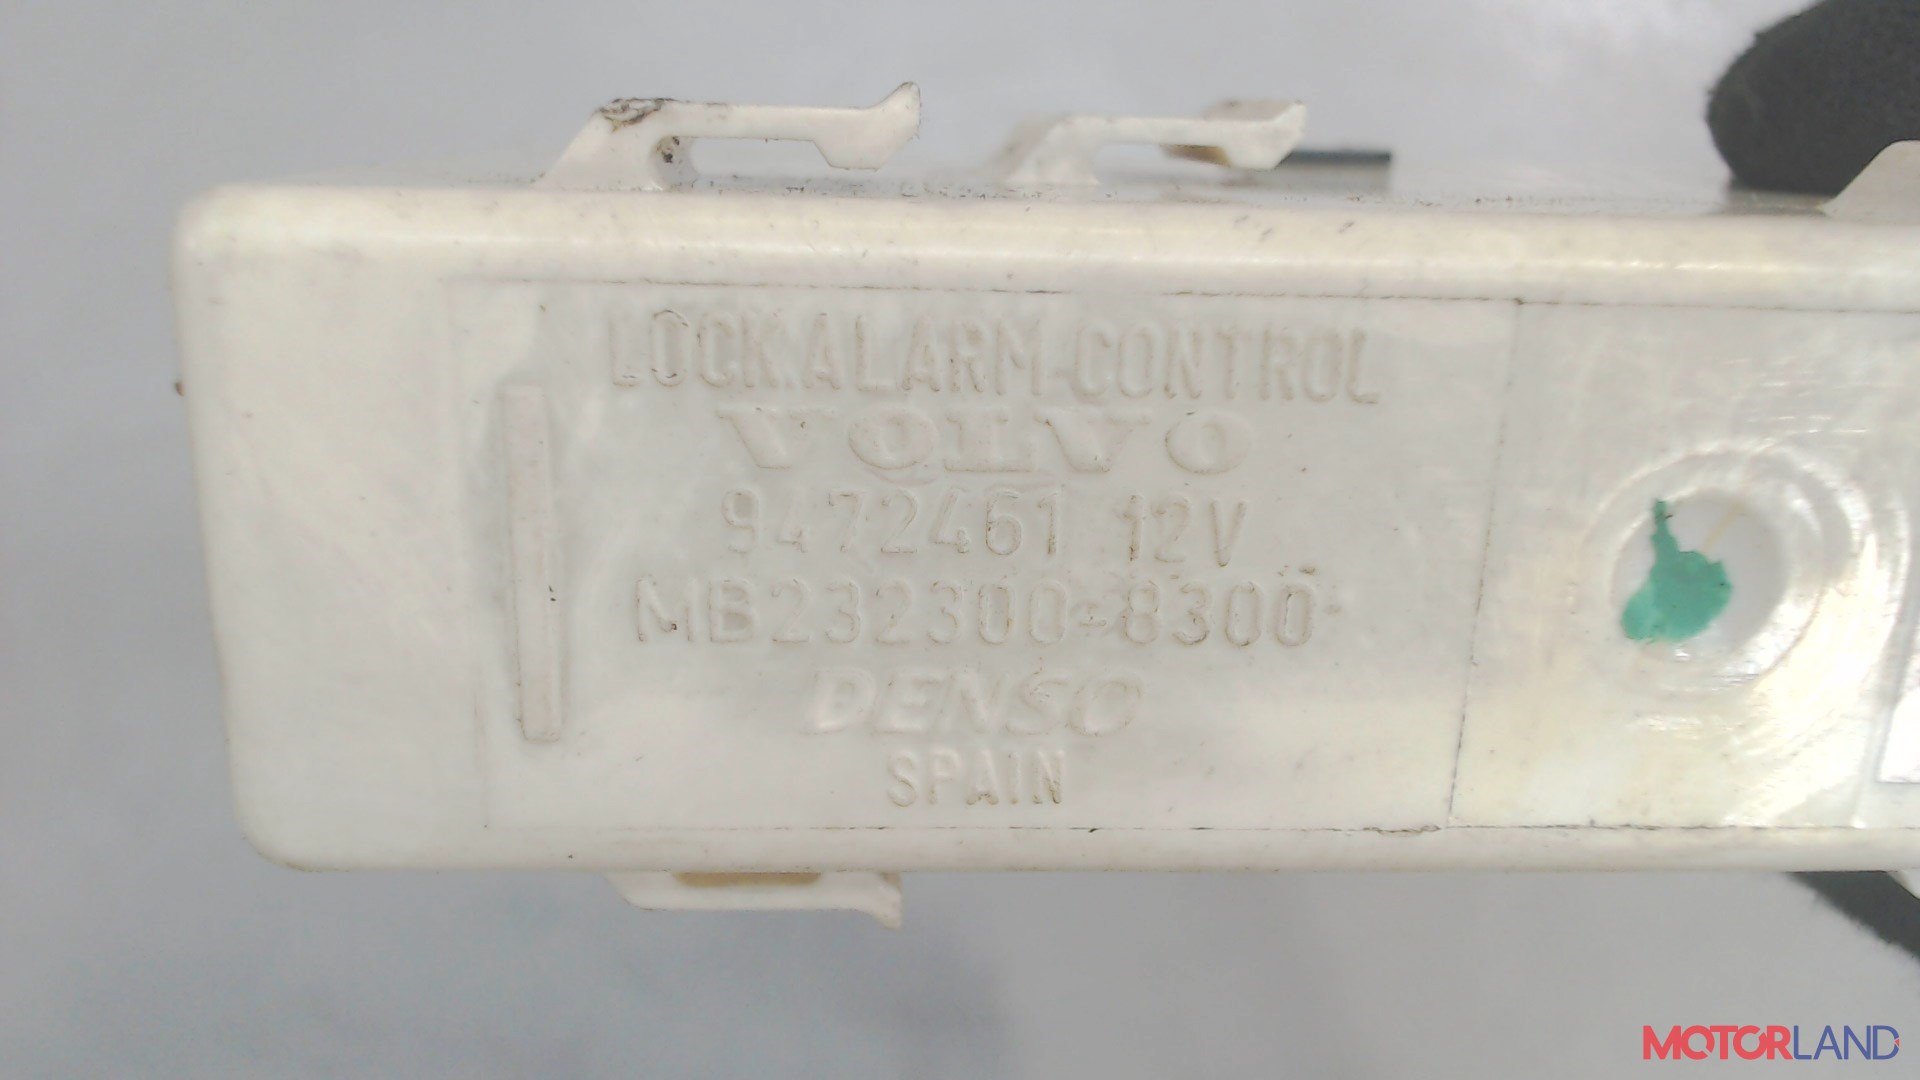 LOCK.ALARM-CONTROL
VOLVO
9472461 12V
MB232300-8300
DENSO
SPAIN
MOTORLAND